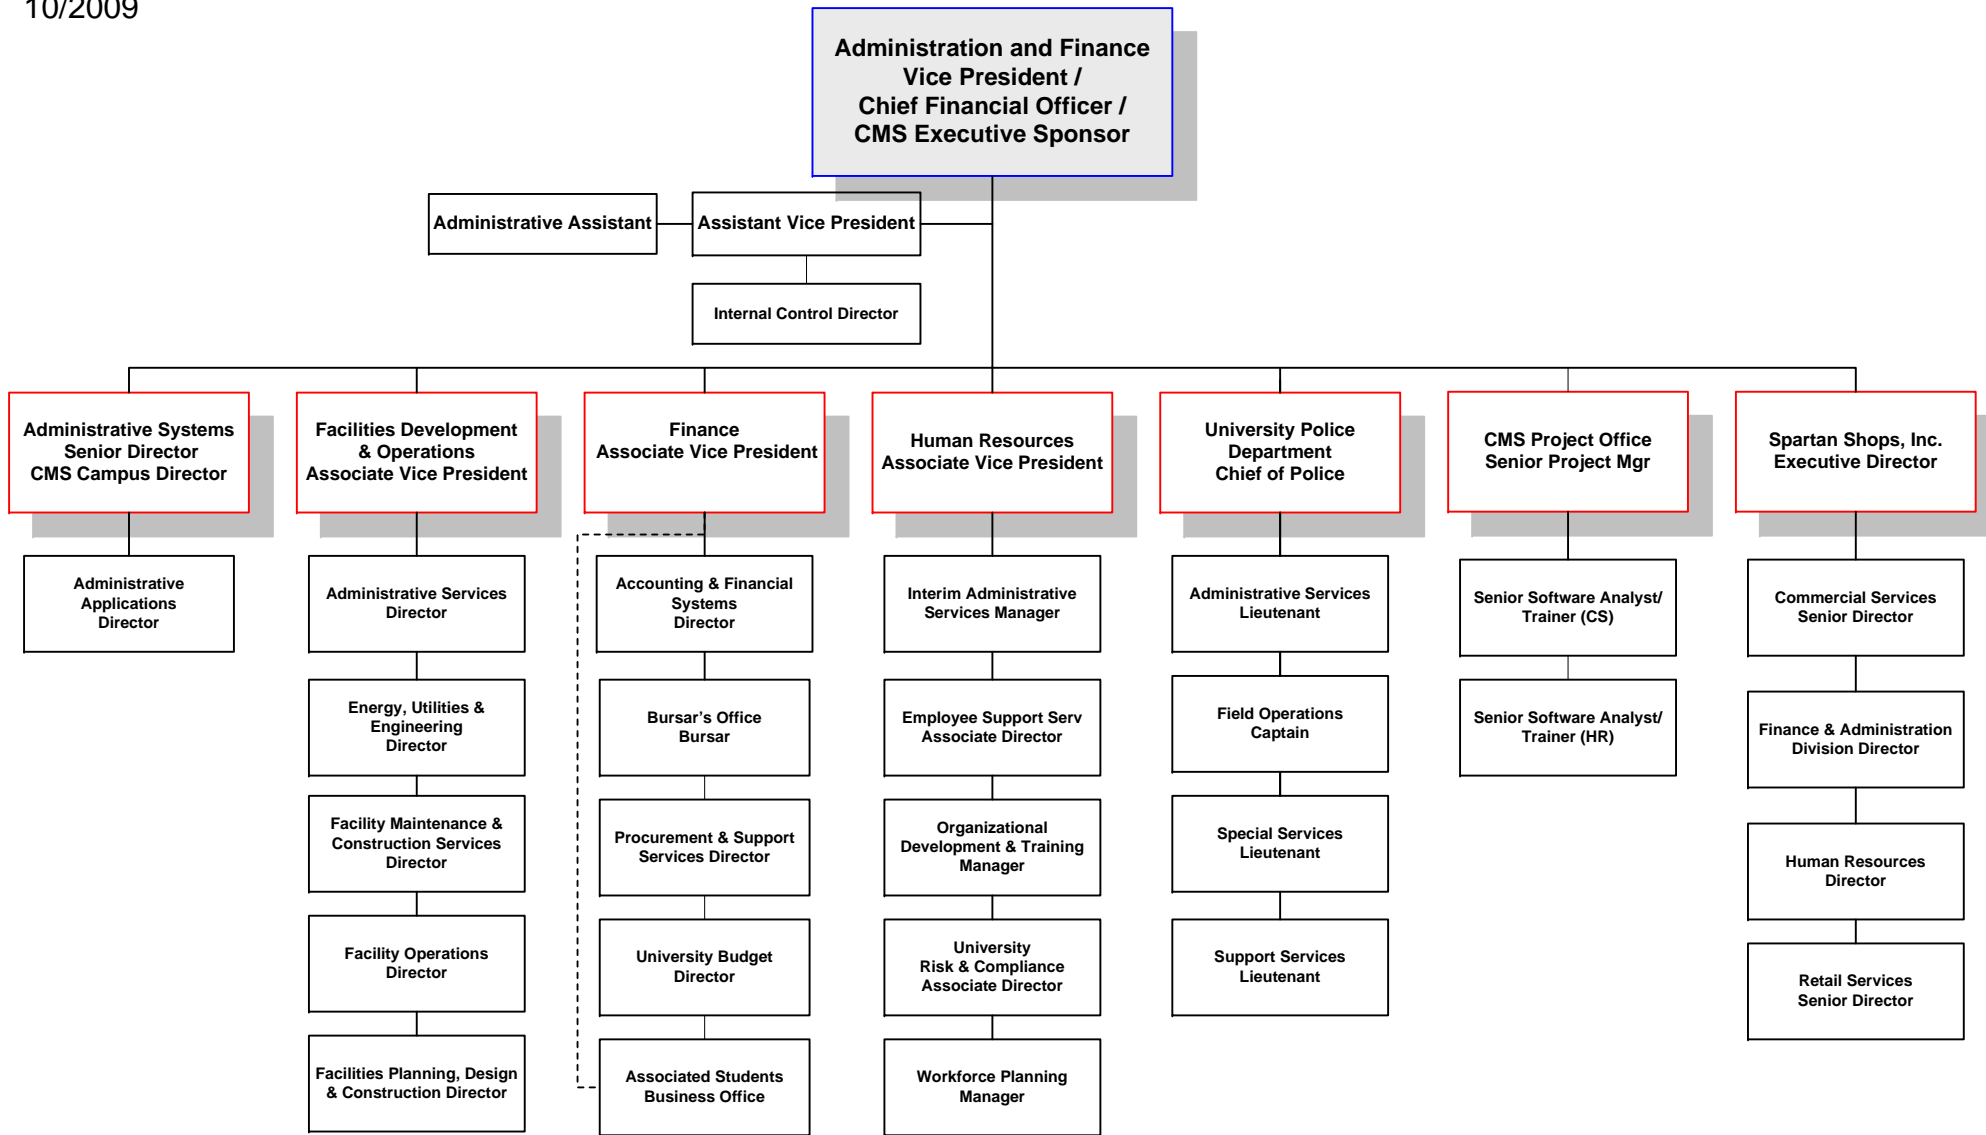 10/2009
Administration and Finance
Vice President /
Chief Financial Officer /
CMS Executive Sponsor
Administrative Assistant
Assistant Vice President
Internal Control Director
Administrative Systems
Senior Director
CMS Campus Director
Facilities Development
& Operations
Associate Vice President
Finance
Associate Vice President
Human Resources
Associate Vice President
University Police
Department
Chief of Police
CMS Project Office
Senior Project Mgr
Spartan Shops, Inc.
Executive Director
Administrative
Applications
Director
Administrative Services
Director
Energy, Utilities &
Engineering
Director
Facility Maintenance &
Construction Services
Director
Facility Operations
Director
Facilities Planning, Design
& Construction Director
Accounting & Financial
Systems
Director
Bursar's Office
Bursar
Procurement & Support
Services Director
University Budget
Director
Associated Students
Business Office
Interim Administrative
Services Manager
Employee Support Serv
Associate Director
Organizational
Development & Training
Manager
University
Risk & Compliance
Associate Director
Workforce Planning
Manager
Administrative Services
Lieutenant
Field Operations
Captain
Special Services
Lieutenant
Support Services
Lieutenant
Senior Software Analyst/
Trainer (CS)
Senior Software Analyst/
Trainer (HR)
Commercial Services
Senior Director
Finance & Administration
Division Director
Human Resources
Director
Retail Services
Senior Director